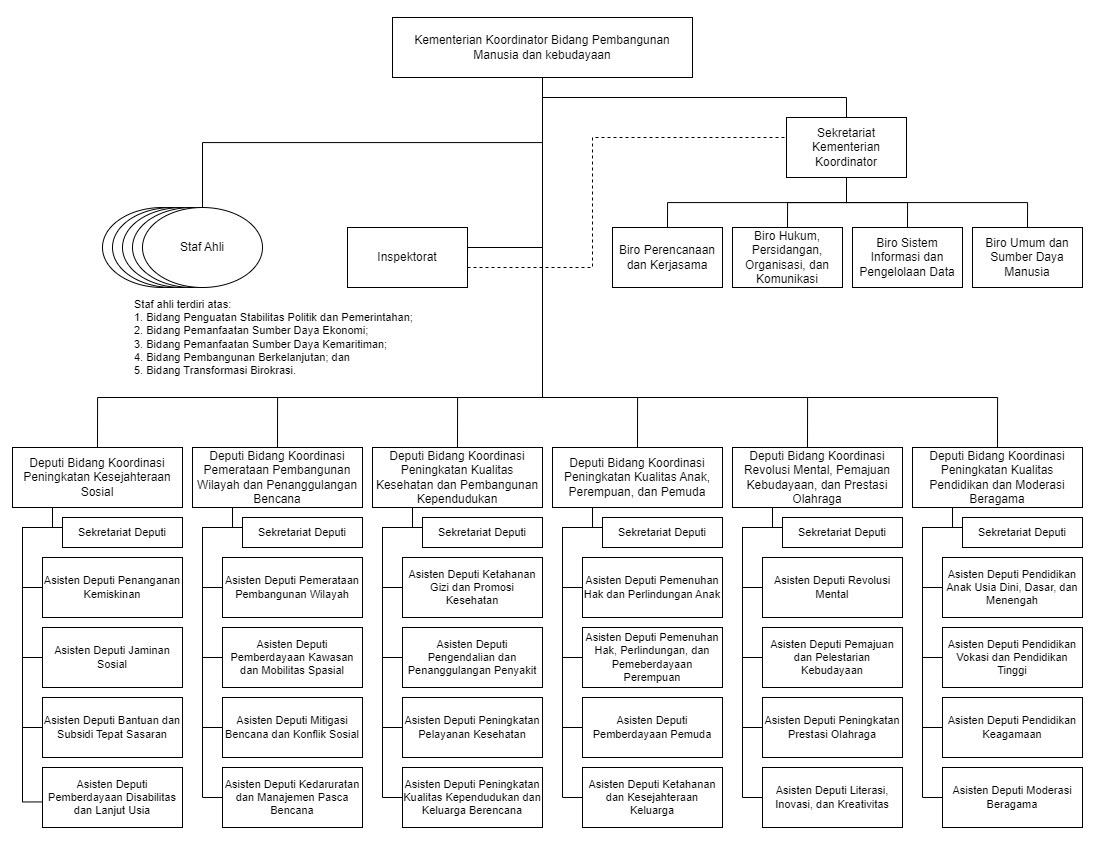 Kementerian Koordinator Bidang Pembangunan
Manusia dan kebudayaan
Sekretariat
Kementerian
Koordinator
Staf Ahli
Inspektorat
Biro Perencanaan
dan Kerjasama
Biro Hukum,
Persidangan,
Organisasi, dan
Komunikasi
Biro Sistem
Informasi dan
Pengelolaan Data
Biro Umum dan
Sumber Daya
Manusia
Staf ahli terdiri atas:
1. Bidang Penguatan Stabilitas Politik dan Pemerintahan;
2. Bidang Pemanfaatan Sumber Daya Ekonomi;
3. Bidang Pemanfaatan Sumber Daya Kemaritiman;
4. Bidang Pembangunan Berkelanjutan; dan
5. Bidang Transformasi Birokrasi.
Deputi Bidang Koordinasi
Peningkatan Kesejahteraan
Sosial
Sekretariat Deputi
Asisten Deputi Penanganan
Kemiskinan
Asisten Deputi Jaminan
Sosial
Asisten Deputi Bantuan dan
Subsidi Tepat Sasaran
Asisten Deputi
Pemberdayaan Disabilitas
dan Lanjut Usia
Deputi Bidang Koordinasi
Pemerataan Pembangunan
Wilayah dan Penanggulangan
Bencana
Sekretariat Deputi
Asisten Deputi Pemerataan
Pembangunan Wilayah
Asisten Deputi
Pemberdayaan Kawasan
dan Mobilitas Spasial
Asisten Deputi Mitigasi
Bencana dan Konflik Sosial
Asisten Deputi Kedaruratan
dan Manajemen Pasca
Bencana
Deputi Bidang Koordinasi
Peningkatan Kualitas
Kesehatan dan Pembangunan
Kependudukan
Sekretariat Deputi
Asisten Deputi Ketahanan
Gizi dan Promosi
Kesehatan
Asisten Deputi
Pengendalian dan
Penanggulangan Penyakit
Asisten Deputi Peningkatan
Pelayanan Kesehatan
Asisten Deputi Peningkatan
Kualitas Kependudukan dan
Keluarga Berencana
Deputi Bidang Koordinasi
Peningkatan Kualitas Anak,
Perempuan, dan Pemuda
Sekretariat Deputi
Asisten Deputi Pemenuhan
Hak dan Perlindungan Anak
Asisten Deputi Pemenuhan
Hak, Perlindungan, dan
Pemeberdayaan
Perempuan
Asisten Deputi
Pemberdayaan Pemuda
Asisten Deputi Ketahanan
dan Kesejahteraan
Keluarga
Deputi Bidang Koordinasi
Revolusi Mental, Pemajuan
Kebudayaan, dan Prestasi
Olahraga
Sekretariat Deputi
Asisten Deputi Revolusi
Mental
Asisten Deputi Pemajuan
dan Pelestarian
Kebudayaan
Asisten Deputi Peningkatan
Prestasi Olahraga
Asisten Deputi Literasi,
Inovasi, dan Kreativitas
Deputi Bidang Koordinasi
Peningkatan Kualitas
Pendidikan dan Moderasi
Beragama
Sekretariat Deputi
Asisten Deputi Pendidikan
Anak Usia Dini, Dasar, dan
Menengah
Asisten Deputi Pendidikan
Vokasi dan Pendidikan
Tinggi
Asisten Deputi Pendidikan
Keagamaan
Asisten Deputi Moderasi
Beragama